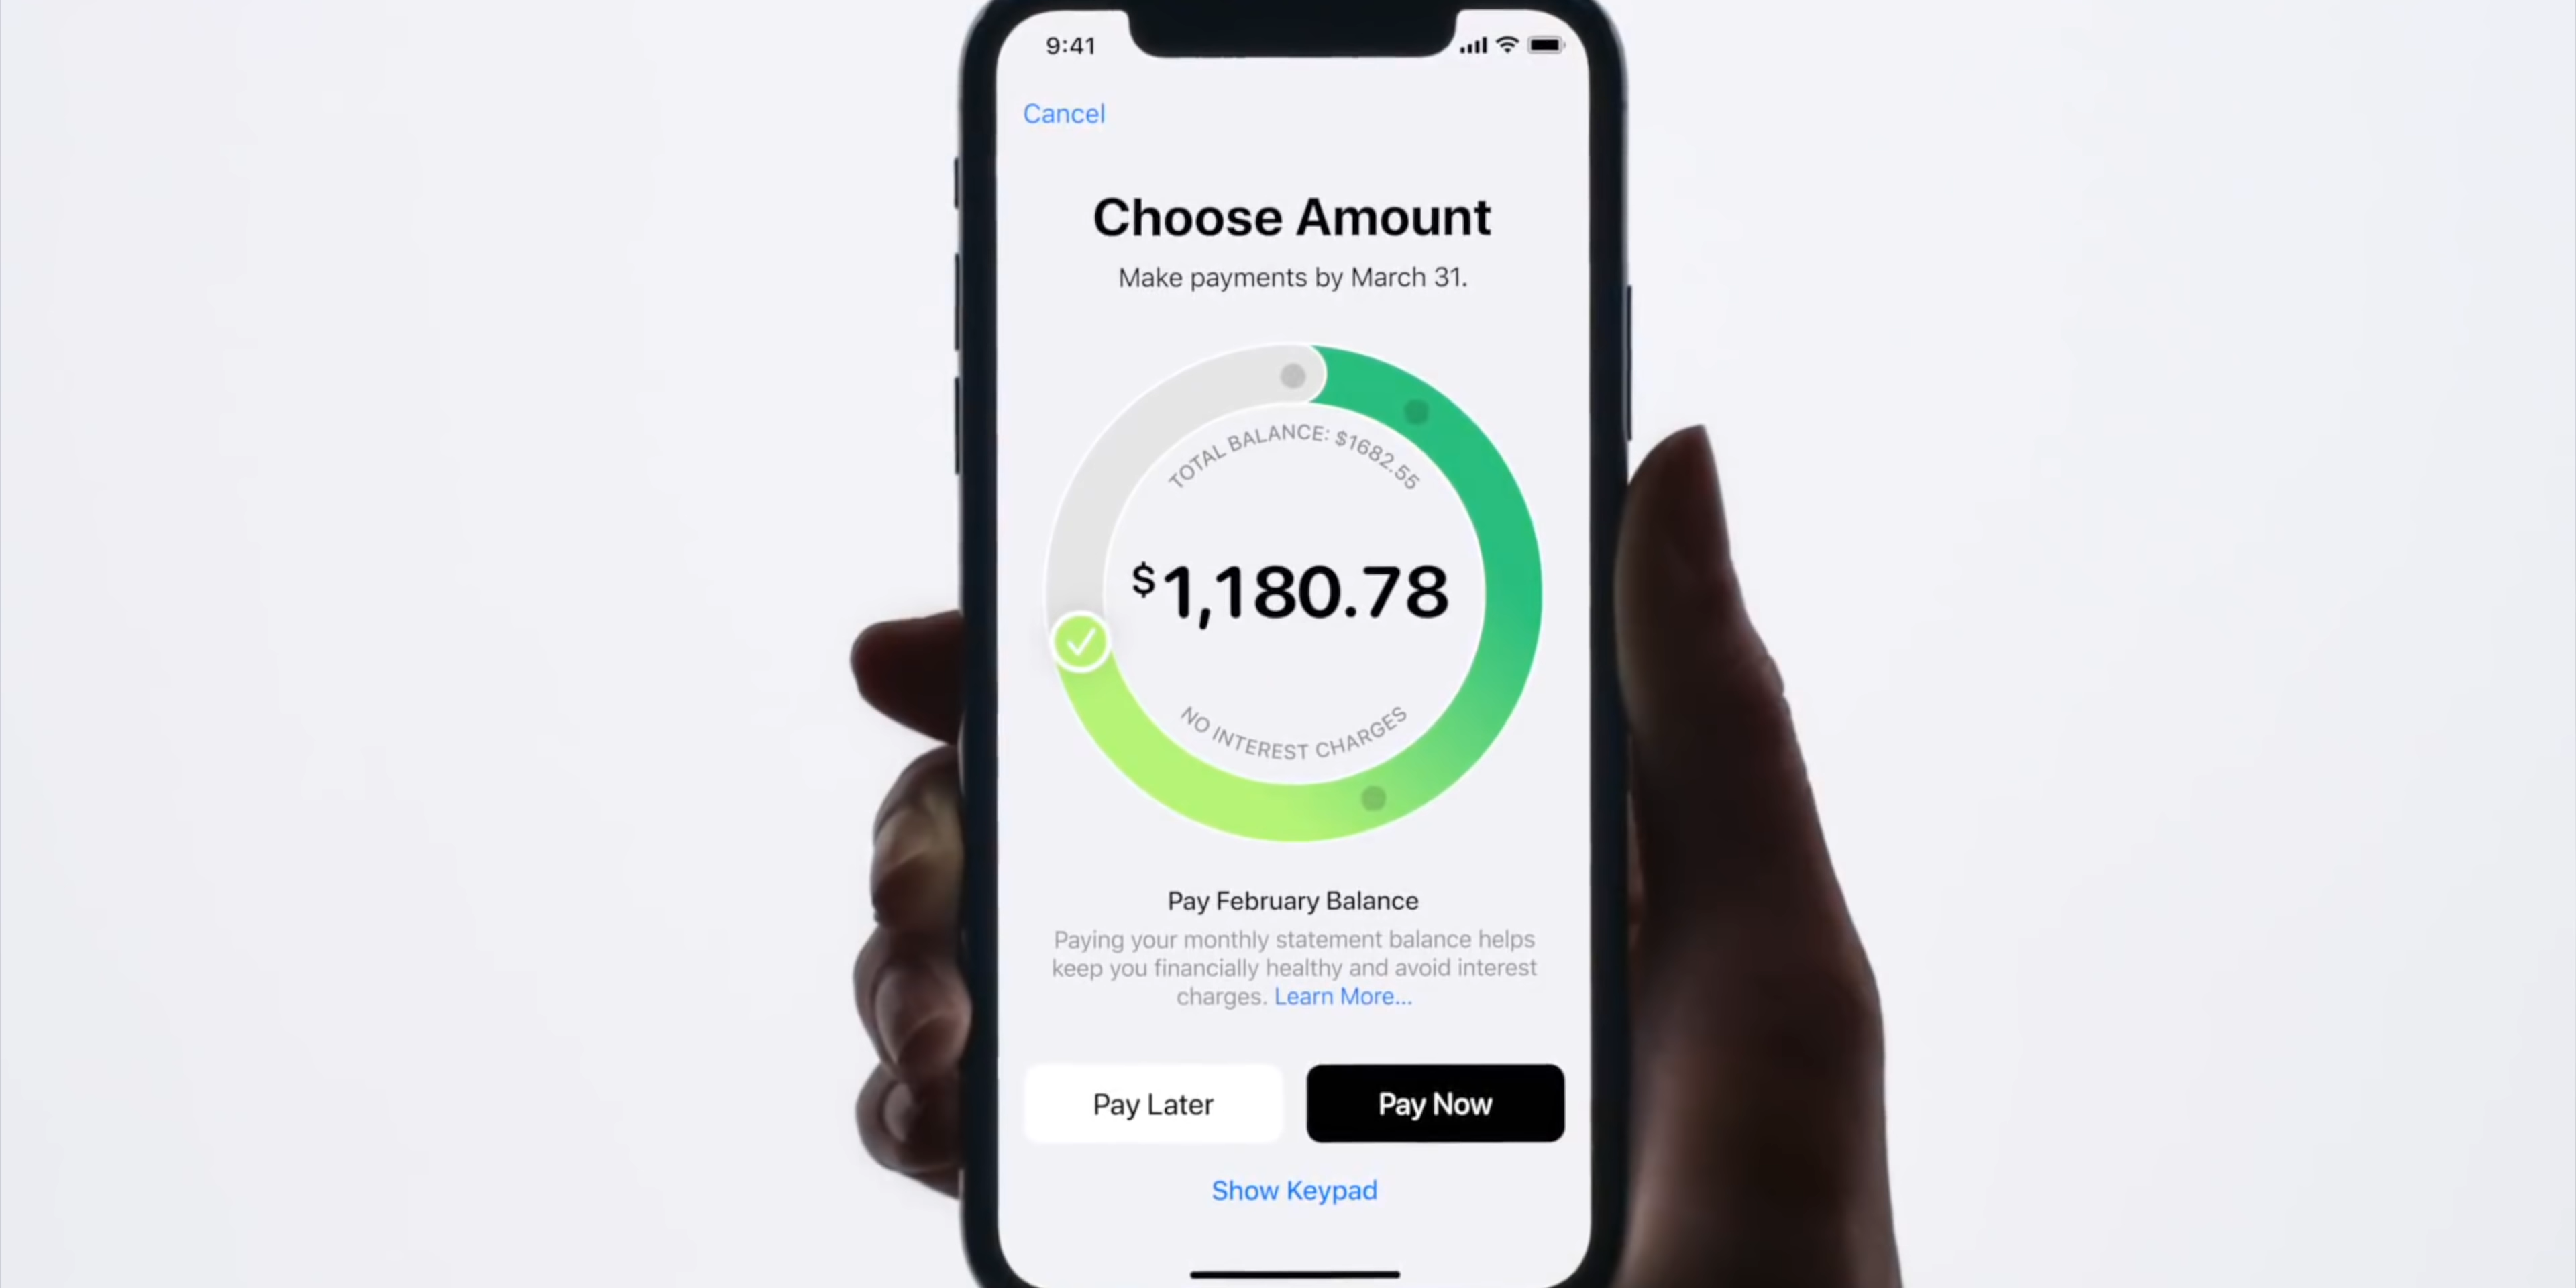 9:41
Cancel
Choose Amount
Make payments by March 31.
TOTAL BALANCE: $1682.55
$1,180.78
NO INTEREST CHARGES
Pay February Balance
Paying your monthly statement balance helps
keep you financially healthy and avoid interest
charges. Learn More...
Pay Later
Pay Now
Show Keypad